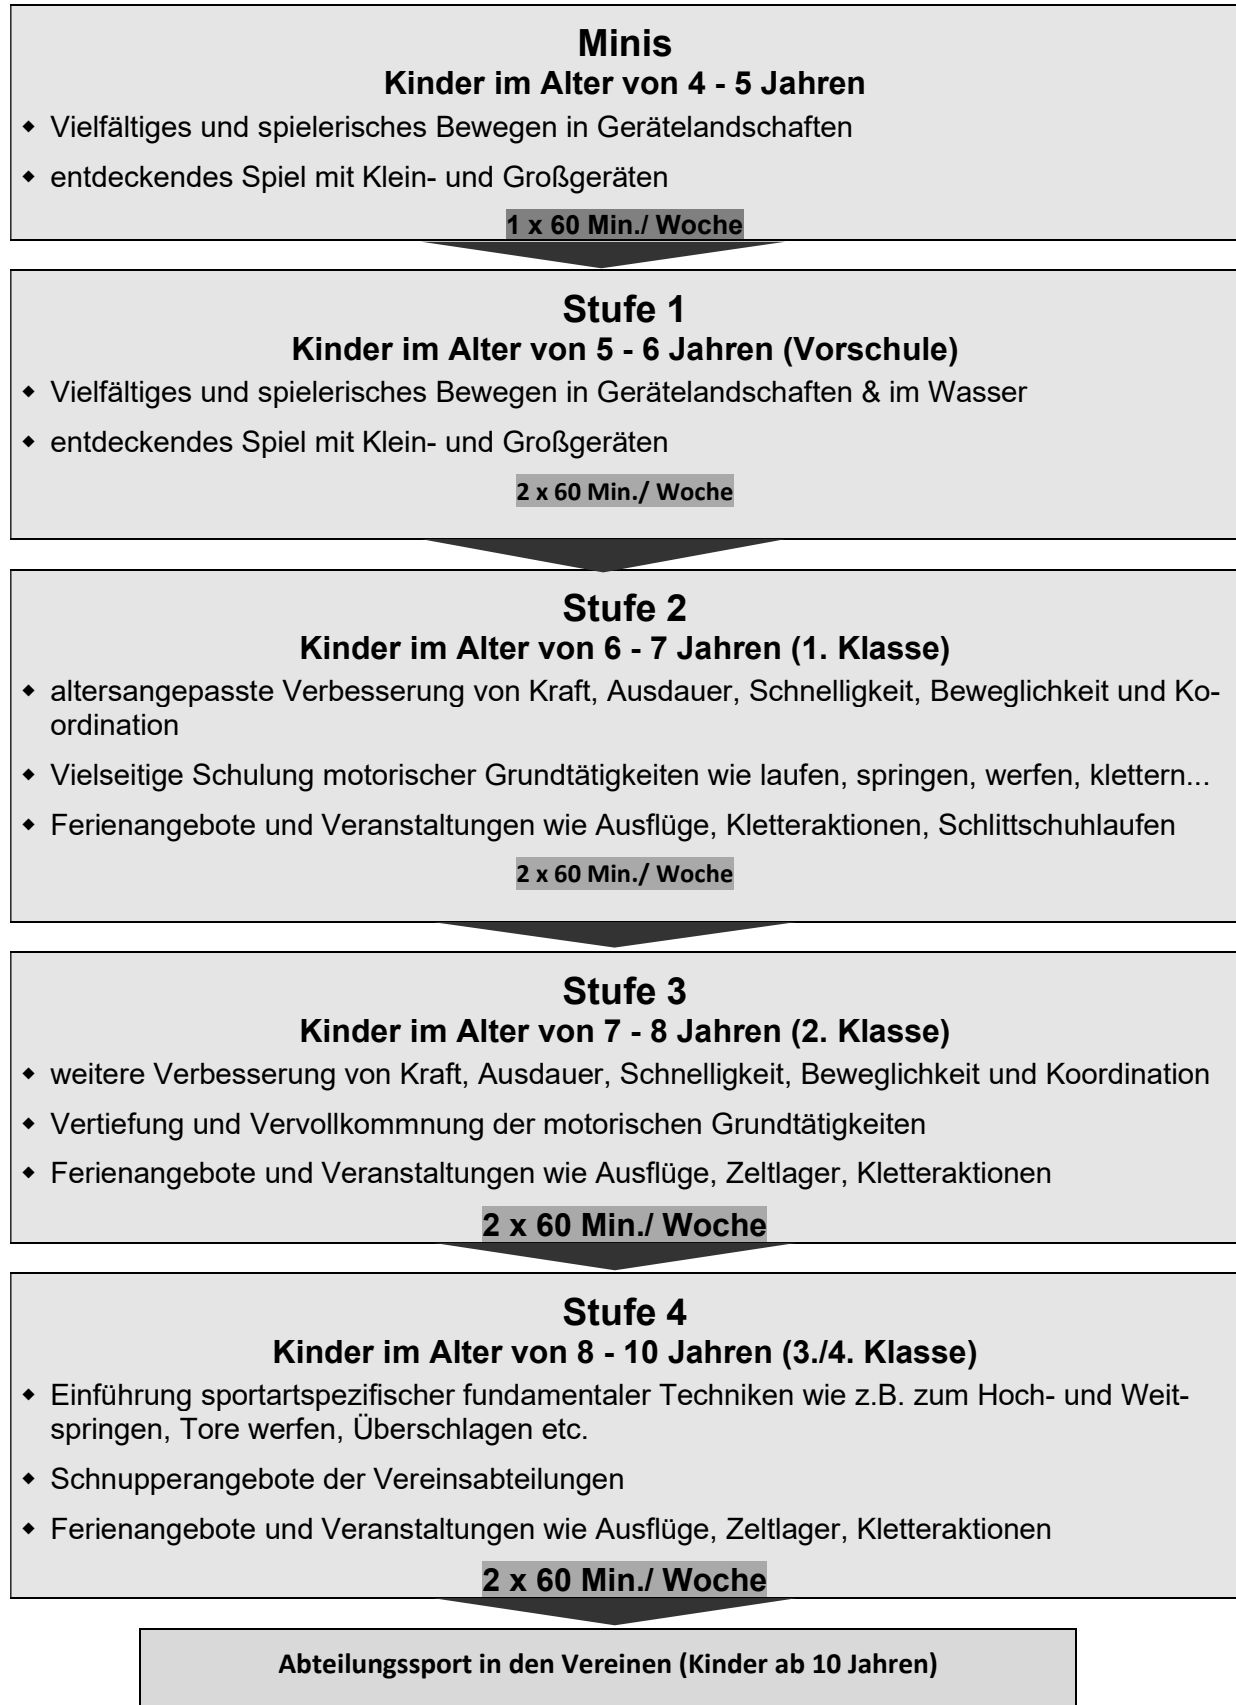 Minis
Kinder im Alter von 4 - 5 Jahren
◆ Vielfältiges und spielerisches Bewegen in Gerätelandschaften
◆ entdeckendes Spiel mit Klein- und Großgeräten
1 x 60 Min./ Woche
Stufe 1
Kinder im Alter von 5 - 6 Jahren (Vorschule)
◆ Vielfältiges und spielerisches Bewegen in Gerätelandschaften & im Wasser
◆ entdeckendes Spiel mit Klein- und Großgeräten
2 x 60 Min./ Woche
Stufe 2
Kinder im Alter von 6 - 7 Jahren (1. Klasse)
◆ altersangepasste Verbesserung von Kraft, Ausdauer, Schnelligkeit, Beweglichkeit und Ko-
ordination
◆ Vielseitige Schulung motorischer Grundtätigkeiten wie laufen, springen, werfen, klettern...
◆ Ferienangebote und Veranstaltungen wie Ausflüge, Kletteraktionen, Schlittschuhlaufen
2 x 60 Min./ Woche
Stufe 3
Kinder im Alter von 7 - 8 Jahren (2. Klasse)
◆ weitere Verbesserung von Kraft, Ausdauer, Schnelligkeit, Beweglichkeit und Koordination
◆ Vertiefung und Vervollkommnung der motorischen Grundtätigkeiten
◆ Ferienangebote und Veranstaltungen wie Ausflüge, Zeltlager, Kletteraktionen
2 x 60 Min./ Woche
Stufe 4
Kinder im Alter von 8 - 10 Jahren (3./4. Klasse)
◆ Einführung sportartspezifischer fundamentaler Techniken wie z.B. zum Hoch- und Weit-
springen, Tore werfen, Überschlagen etc.
◆ Schnupperangebote der Vereinsabteilungen
◆ Ferienangebote und Veranstaltungen wie Ausflüge, Zeltlager, Kletteraktionen
2 x 60 Min./ Woche
Abteilungssport in den Vereinen (Kinder ab 10 Jahren)